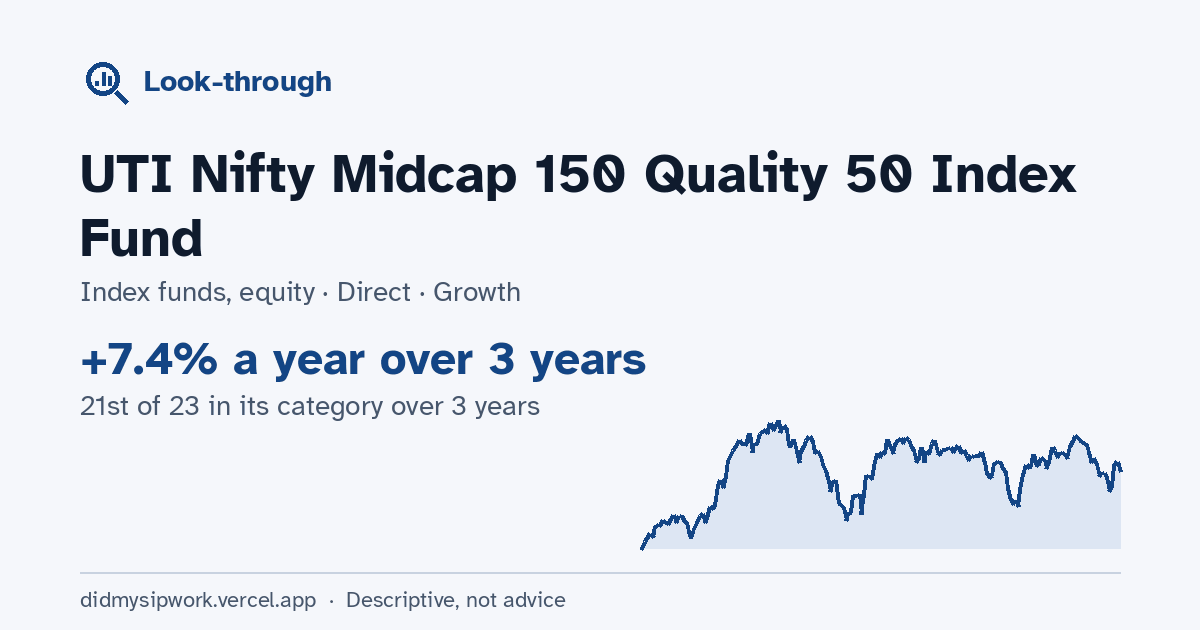 Look-through
UTI Nifty Midcap 150 Quality 50 Index
Fund
Index funds, equity · Direct · Growth
+7.4% a year over 3 years
21st of 23 in its category over 3 years
didmysipwork.vercel.app · Descriptive, not advice